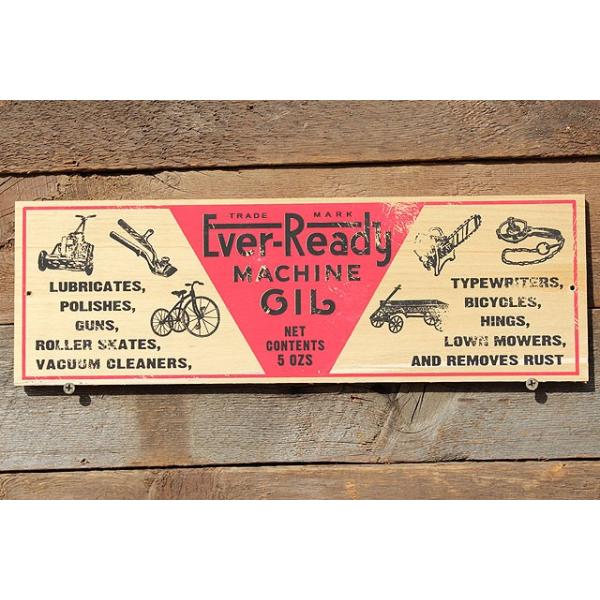 TRADE MARK
Ever-Ready
MACHINE
OIL
NET
CONTENTS
5 OZS
LUBRICATES,
POLISHES,
GUNS,
ROLLER SKATES,
VACUUM CLEANERS,
TYPEWRITERS,
BICYCLES,
HINGS,
LOWN MOWERS,
AND REMOVES RUST